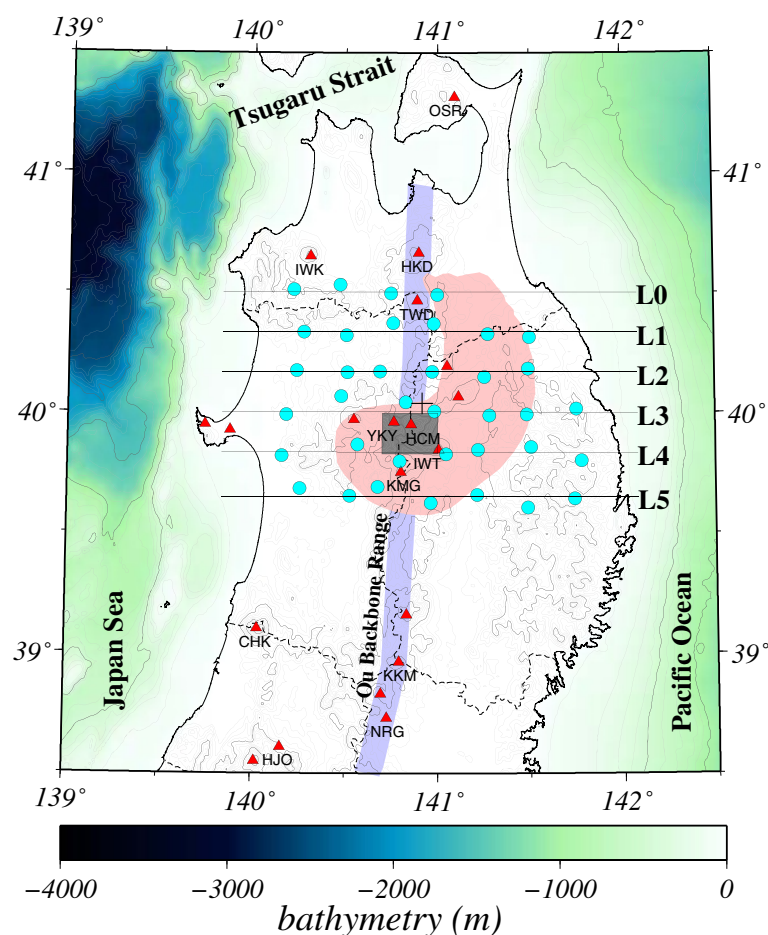 139° 140° 141° 142°
Tsugaru Strait
OSR
41° 41°
IWK
HKD
L0
TWD
L1
L2
40° 40°
L3
YKY
HCM
L4
IWT
KMG
L5
Ou Backbone Range
Japan Sea
Pacific Ocean
CHK
39° 39°
KKM
NRG
HJO
139° 140° 141° 142°
−4000 −3000 −2000 −1000 0
bathymetry (m)